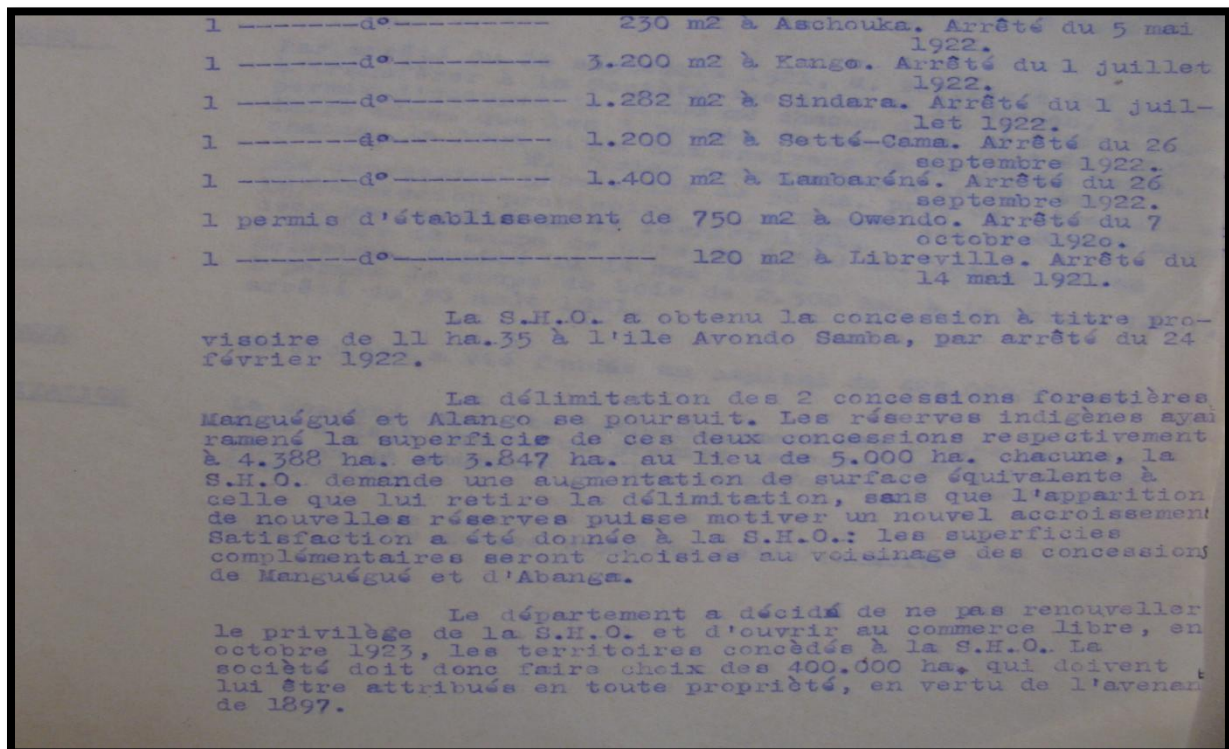 1 -------d°---------- 230 m2 à Aschouka. Arrêté du 5 mai
1922.
1 -------d°---------- 3.200 m2 à Kango. Arrêté du 1 juillet
1922.
1 -------d°---------- 1.282 m2 à Sindara. Arrêté du 1 juil-
let 1922.
1 -------d°---------- 1.200 m2 à Setté-Cama. Arrêté du 26
septembre 1922.
1 -------d°---------- 1.400 m2 à Lambaréné. Arrêté du 26
septembre 1922.
1 permis d'établissement de 750 m2 à Owendo. Arrêté du 7
octobre 192o.
1 -------d°---------------- 120 m2 à Libreville. Arrêté du
14 mai 1921.
La S.H.O. a obtenu la concession à titre pro-
visoire de 11 ha.35 à l'ile Avondo Samba, par arrêté du 24
février 1922.
La délimitation des 2 concessions forestières
Manguégué et Alango se poursuit. Les réserves indigènes ayai
ramené la superficie de ces deux concessions respectivement
à 4.388 ha. et 3.847 ha. au lieu de 5.000 ha. chacune, la
S.H.O. demande une augmentation de surface équivalente à
celle que lui retire la délimitation, sans que l'apparition
de nouvelles réserves puisse motiver un nouvel accroissement
Satisfaction a été donnée à la S.H.O.: les superficies
complémentaires seront choisies au voisinage des concessions
de Manguégué et d'Abanga.
Le département a décidé de ne pas renouveller
le privilège de la S.H.O. et d'ouvrir au commerce libre, en
octobre 1923, les territoires concèdés à la S.H.O. La
socièté doit donc faire choix des 400.000 ha. qui doivent
lui être attribués en toute propriètè, en vertu de l'avenan
de 1897.